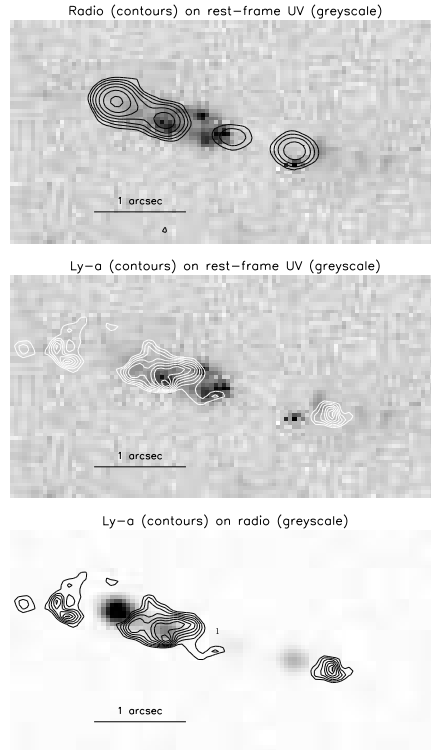 Radio (contours) on rest-frame UV (greyscale)
1 arcsec
Ly-a (contours) on rest-frame UV (greyscale)
1 arcsec
Ly-a (contours) on radio (greyscale)
1
1 arcsec